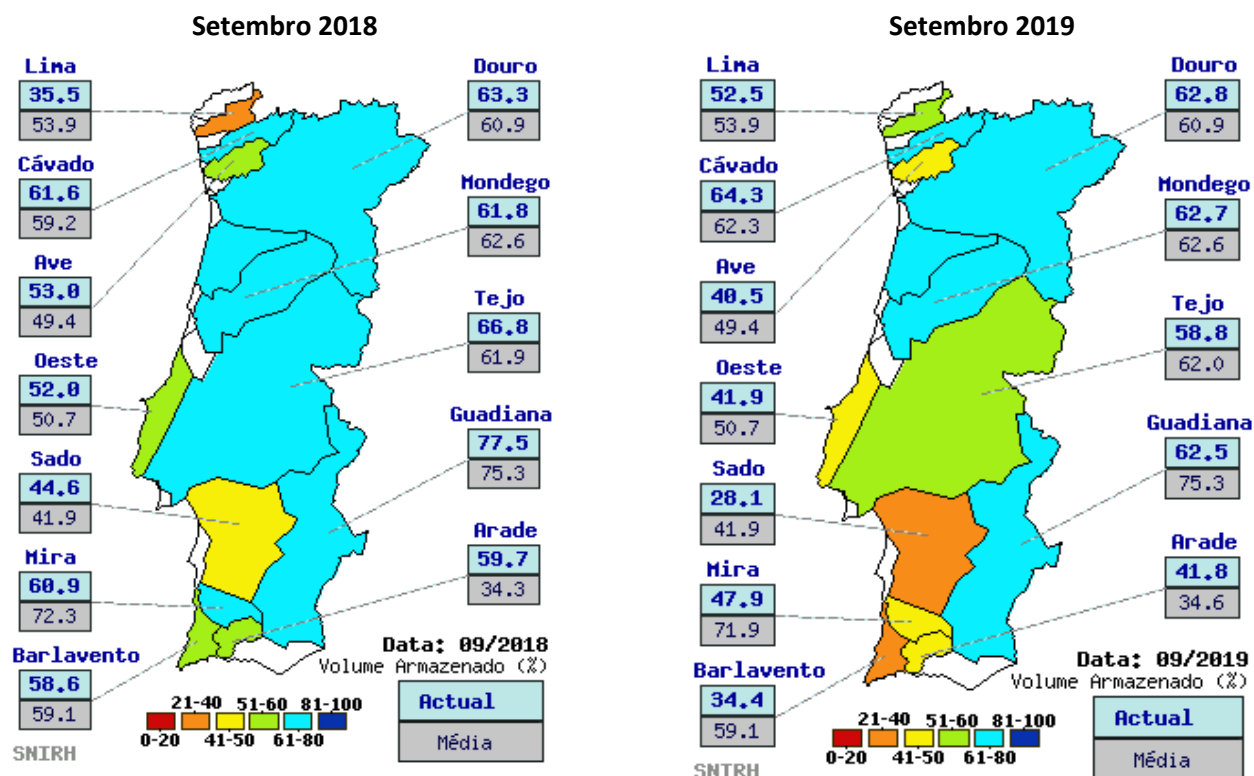 Setembro 2018
Lima
35.5
53.9
Douro
63.3
60.9
Cávado
61.6
59.2
Mondego
61.8
62.6
Ave
53.0
49.4
Tejo
66.8
61.9
Oeste
52.0
50.7
Guadiana
77.5
75.3
Sado
44.6
41.9
Arade
59.7
34.3
Mira
60.9
72.3
Barlavento
58.6
59.1
Data: 09/2018
Volume Armazenado (%)
21-40 51-60 81-100
0-20 41-50 61-80
Actual
Média
SNIRH
Setembro 2019
Lima
52.5
53.9
Douro
62.8
60.9
Cávado
64.3
62.3
Mondego
62.7
62.6
Ave
40.5
49.4
Tejo
58.8
62.0
Oeste
41.9
50.7
Guadiana
62.5
75.3
Sado
28.1
41.9
Arade
41.8
34.6
Mira
47.9
71.9
Barlavento
34.4
59.1
Data: 09/2019
Volume Armazenado (%)
21-40 51-60 81-100
0-20 41-50 61-80
Actual
Média
SNIRH